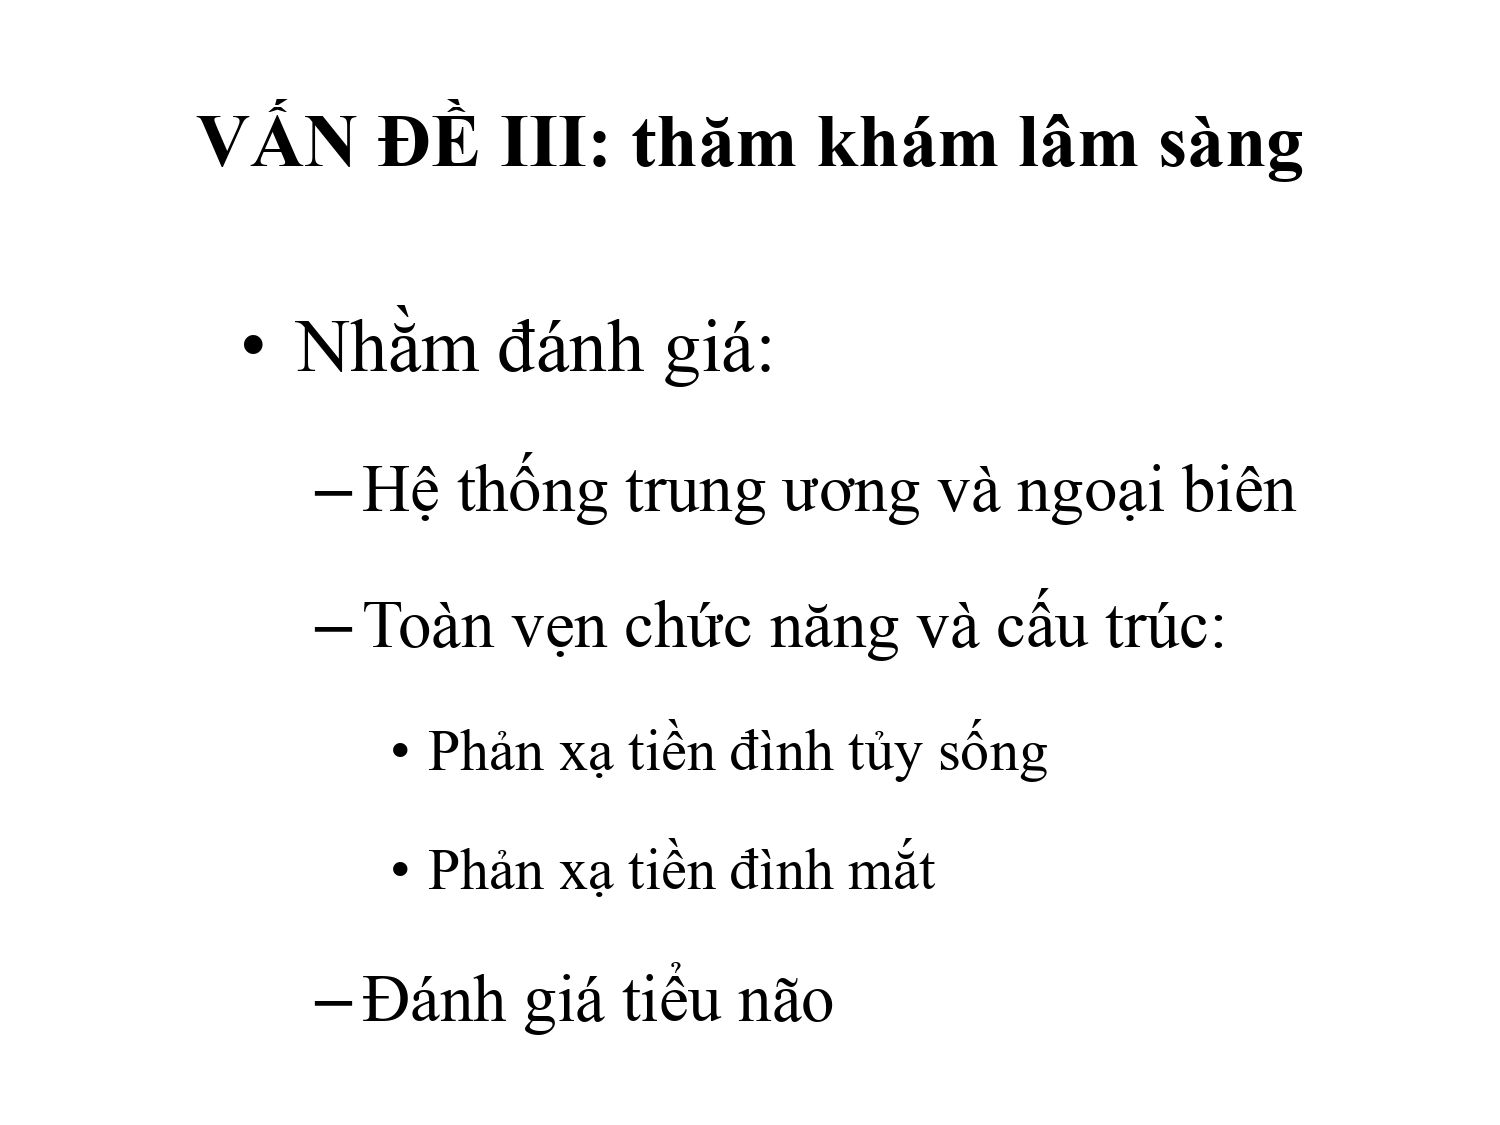 VẤN ĐỀ III: thăm khám lâm sàng
• Nhằm đánh giá:
– Hệ thống trung ương và ngoại biên
– Toàn vẹn chức năng và cấu trúc:
• Phản xạ tiền đình tủy sống
• Phản xạ tiền đình mắt
– Đánh giá tiểu não